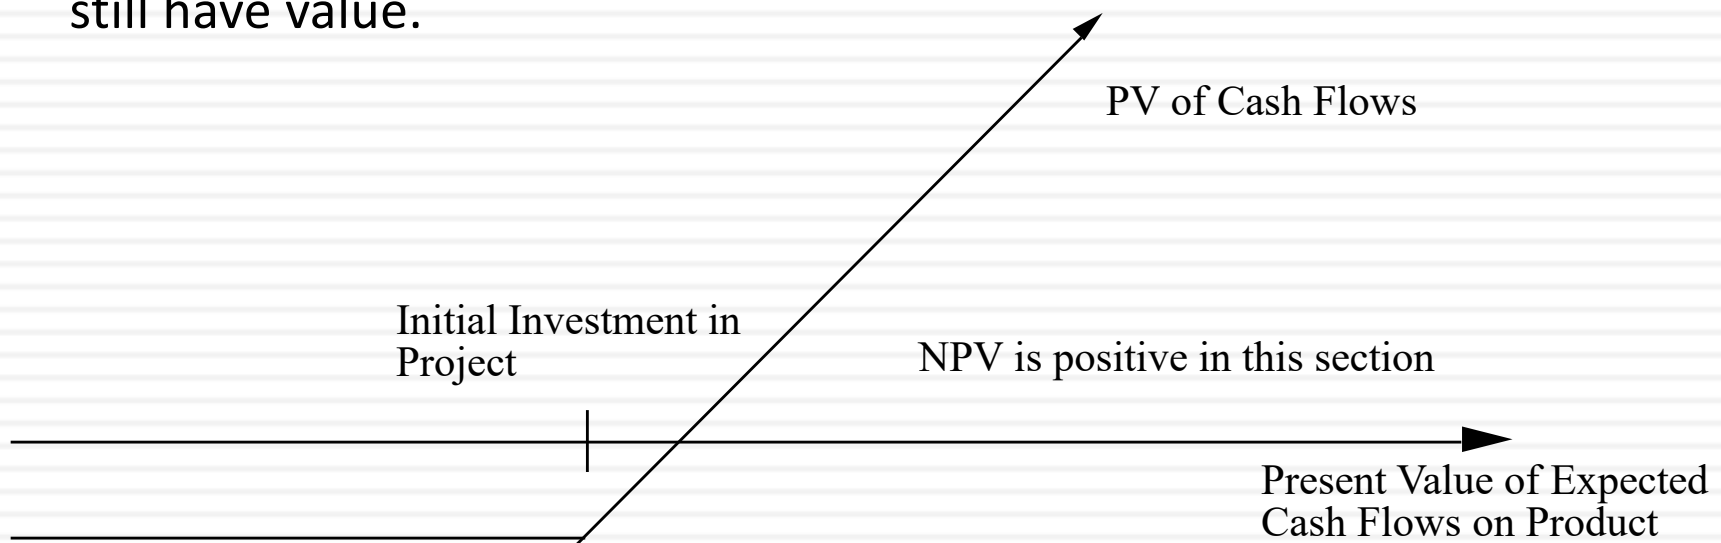 still have value.
PV of Cash Flows
Initial Investment in
Project
NPV is positive in this section
Present Value of Expected
Cash Flows on Product